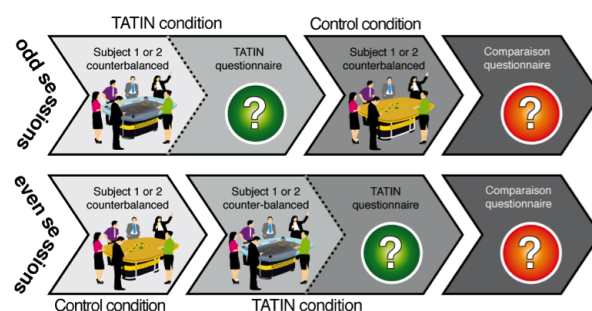 TATIN condition
Control condition
odd sessions
Subject 1 or 2
counterbalanced
TATIN
questionnaire
?
Subject 1 or 2
counterbalanced
Comparaison
questionnaire
?
even sessions
Subject 1 or 2
counterbalanced
Subject 1 or 2
counter-balanced
TATIN
questionnaire
?
Comparaison
questionnaire
?
Control condition
TATIN condition